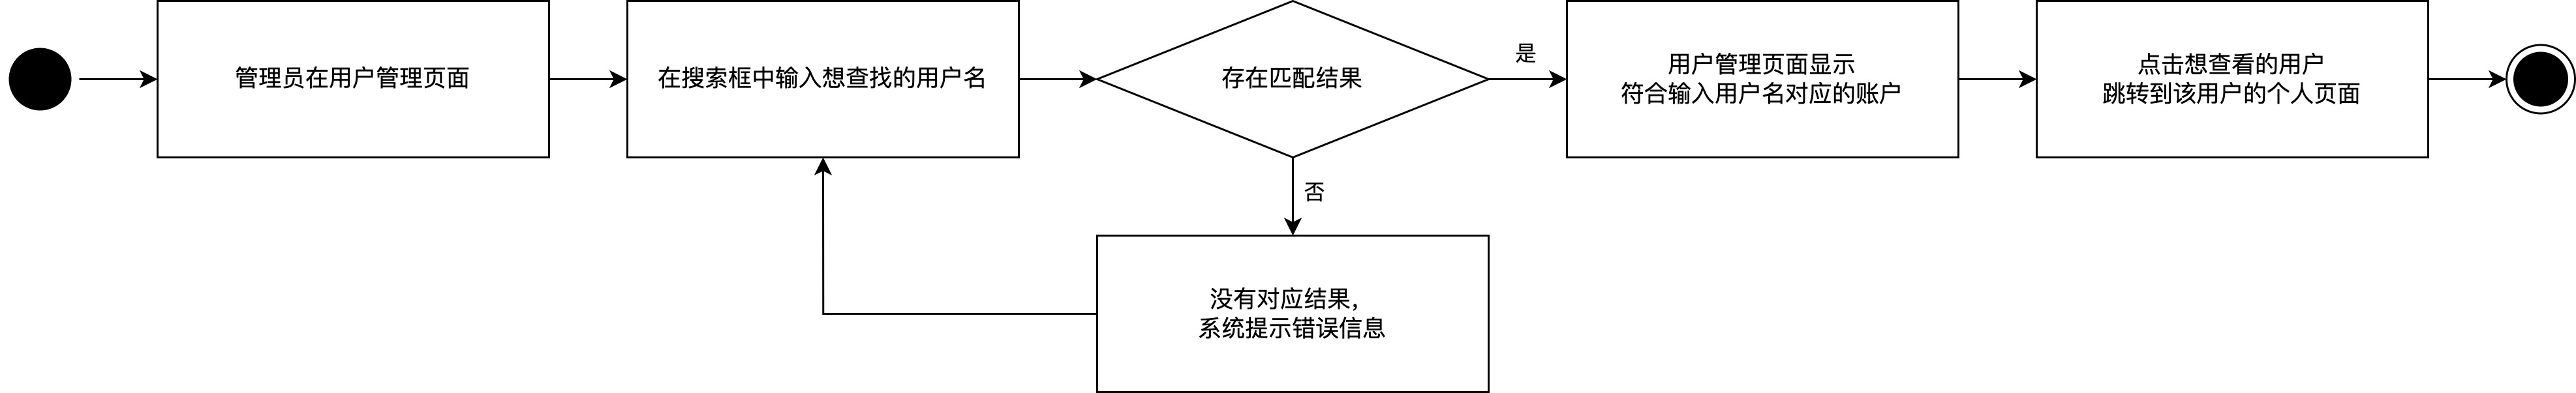 管理员在用户管理页面
在搜索框中输入想查找的用户名
存在匹配结果
是
用户管理页面显示
符合输入用户名对应的账户
点击想查看的用户
跳转到该用户的个人页面
否
没有对应结果，
系统提示错误信息